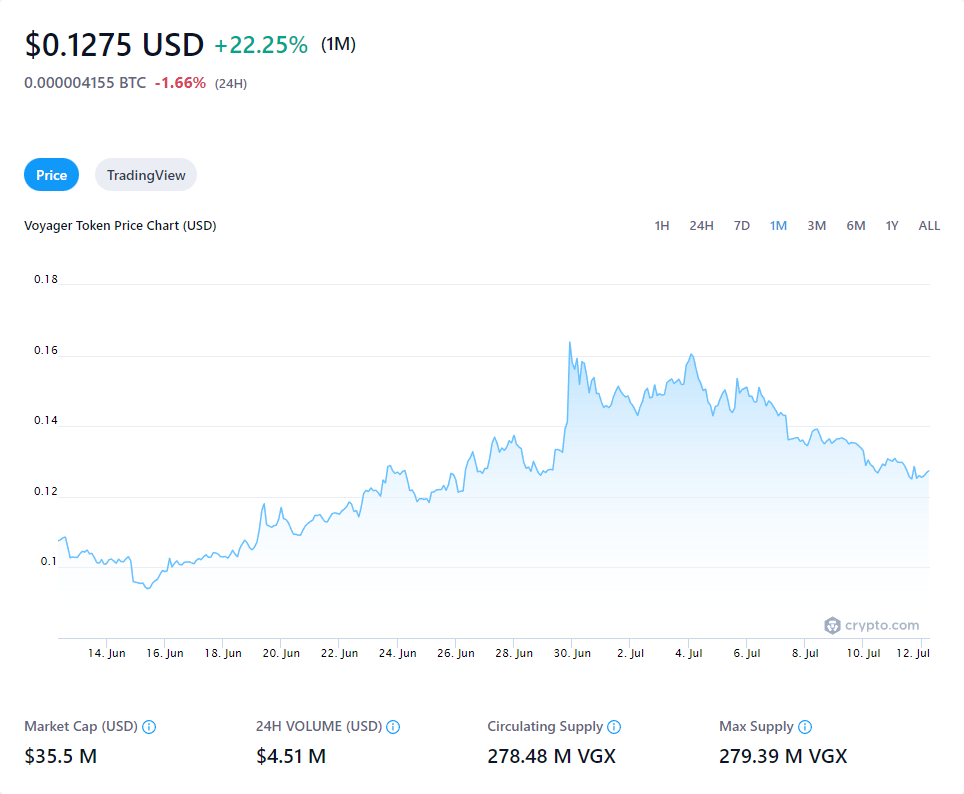 $0.1275 USD +22.25% (1M)
0.000004155 BTC -1.66% (24H)
Price TradingView
Voyager Token Price Chart (USD) 1H 24H 7D 1M 3M 6M 1Y ALL
0.18
0.16
0.14
0.12
0.1
crypto.com
14. Jun 16. Jun 18. Jun 20. Jun 22. Jun 24. Jun 26. Jun 28. Jun 30. Jun 2. Jul 4. Jul 6. Jul 8. Jul 10. Jul 12. Jul
Market Cap (USD) 24H VOLUME (USD) Circulating Supply Max Supply
$35.5 M $4.51 M 278.48 M VGX 279.39 M VGX